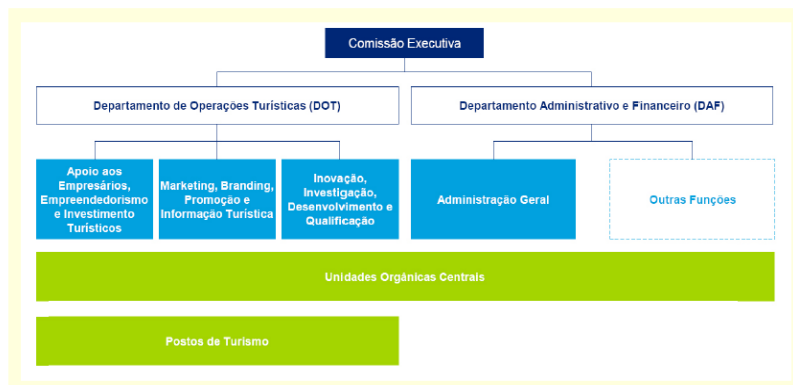 Comissão Executiva
Departamento de Operações Turísticas (DOT)
Departamento Administrativo e Financeiro (DAF)
Apoio aos
Empresários,
Empreendedorismo
e Investimento
Turísticos
Marketing, Branding,
Promoção e
Informação Turística
Inovação,
Investigação,
Desenvolvimento e
Qualificação
Administração Geral
Outras Funções
Unidades Orgânicas Centrais
Postos de Turismo